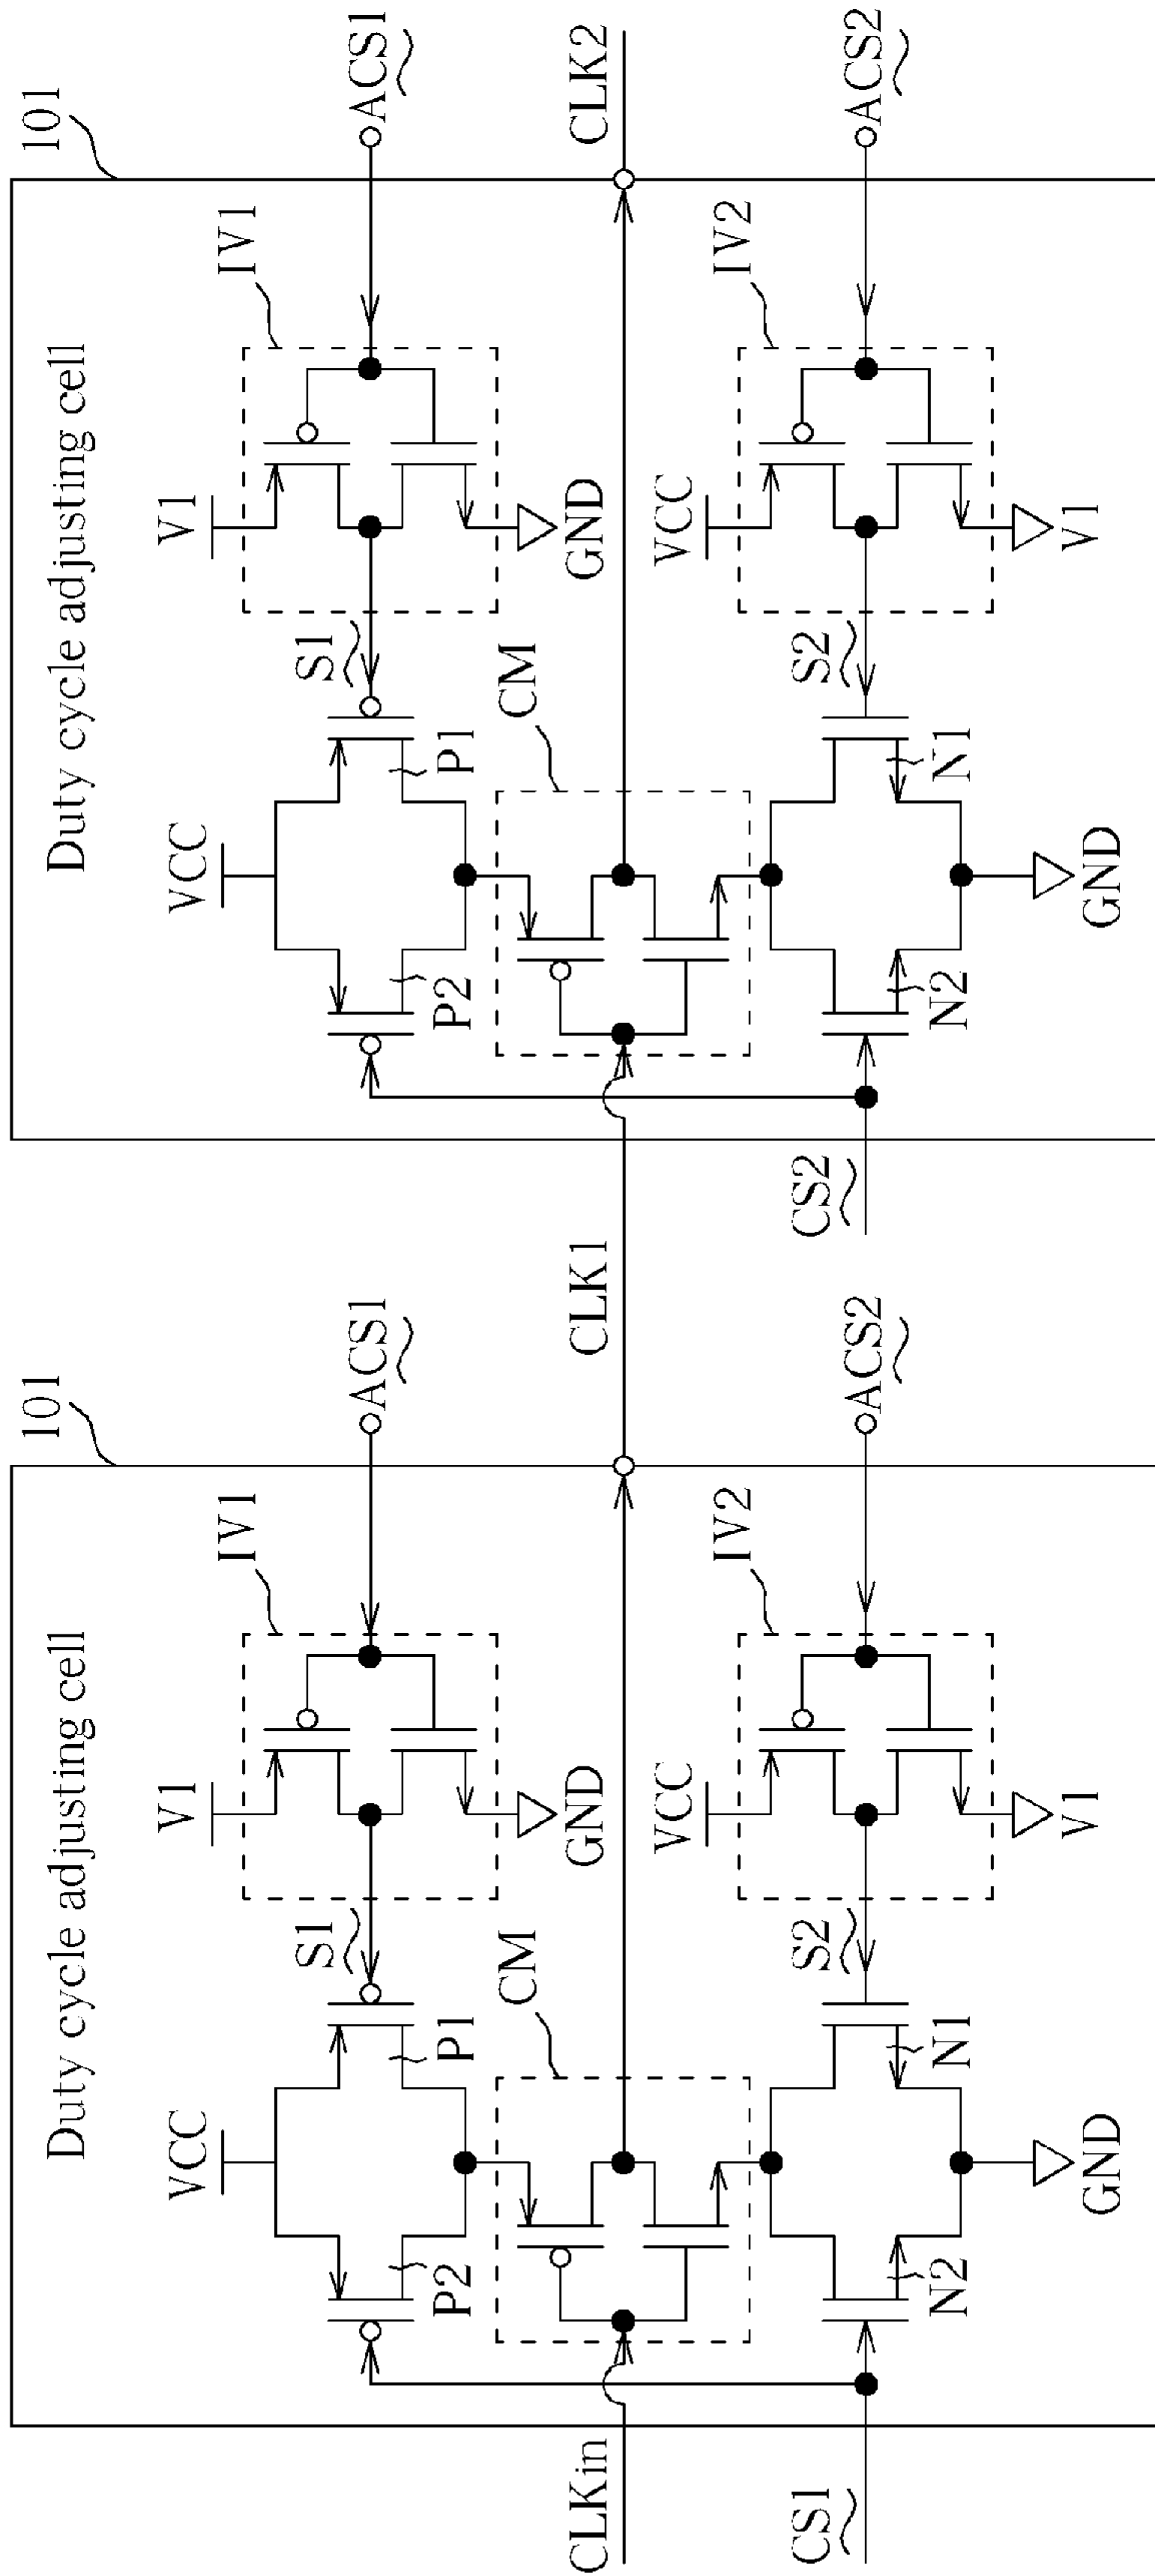 Duty cycle adjusting cell
101
VCC
V1
IV1
S1
ACS1
P2
P1
CM
GND
CLKin
CLK1
VCC
IV2
S2
ACS2
N2
N1
CS1
GND
V1
Duty cycle adjusting cell
101
VCC
V1
IV1
S1
ACS1
P2
P1
CM
GND
CLK2
VCC
IV2
S2
ACS2
N2
N1
CS2
GND
V1